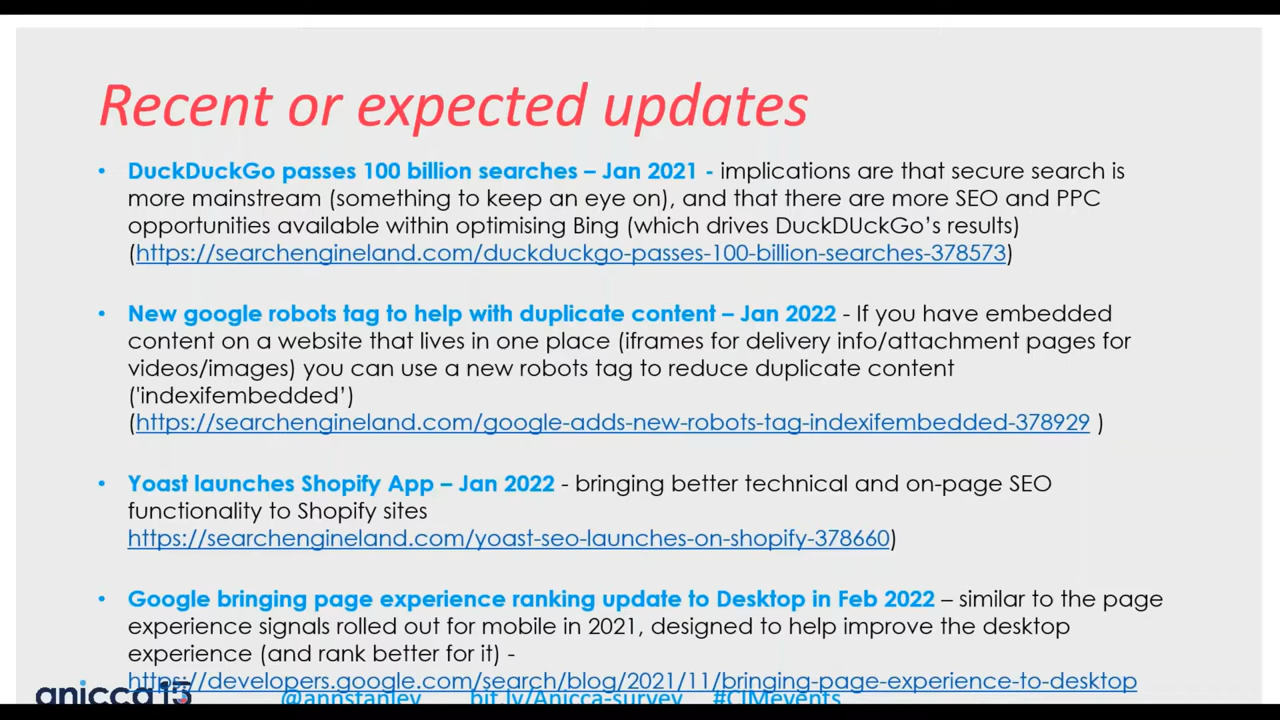 Recent or expected updates
• DuckDuckGo passes 100 billion searches – Jan 2021 - implications are that secure search is
more mainstream (something to keep an eye on), and that there are more SEO and PPC
opportunities available within optimising Bing (which drives DuckDUckGo’s results)
(https://searchengineland.com/duckduckgo-passes-100-billion-searches-378573)
• New google robots tag to help with duplicate content – Jan 2022 - If you have embedded
content on a website that lives in one place (iframes for delivery info/attachment pages for
videos/images) you can use a new robots tag to reduce duplicate content
('indexifembedded’)
(https://searchengineland.com/google-adds-new-robots-tag-indexifembedded-378929 )
• Yoast launches Shopify App – Jan 2022 - bringing better technical and on-page SEO
functionality to Shopify sites
https://searchengineland.com/yoast-seo-launches-on-shopify-378660)
• Google bringing page experience ranking update to Desktop in Feb 2022 – similar to the page
experience signals rolled out for mobile in 2021, designed to help improve the desktop
experience (and rank better for it) -
https://developers.google.com/search/blog/2021/11/bringing-page-experience-to-desktop
anicca 13 @annstanley bit.ly/Anicca-survey #CIMevents